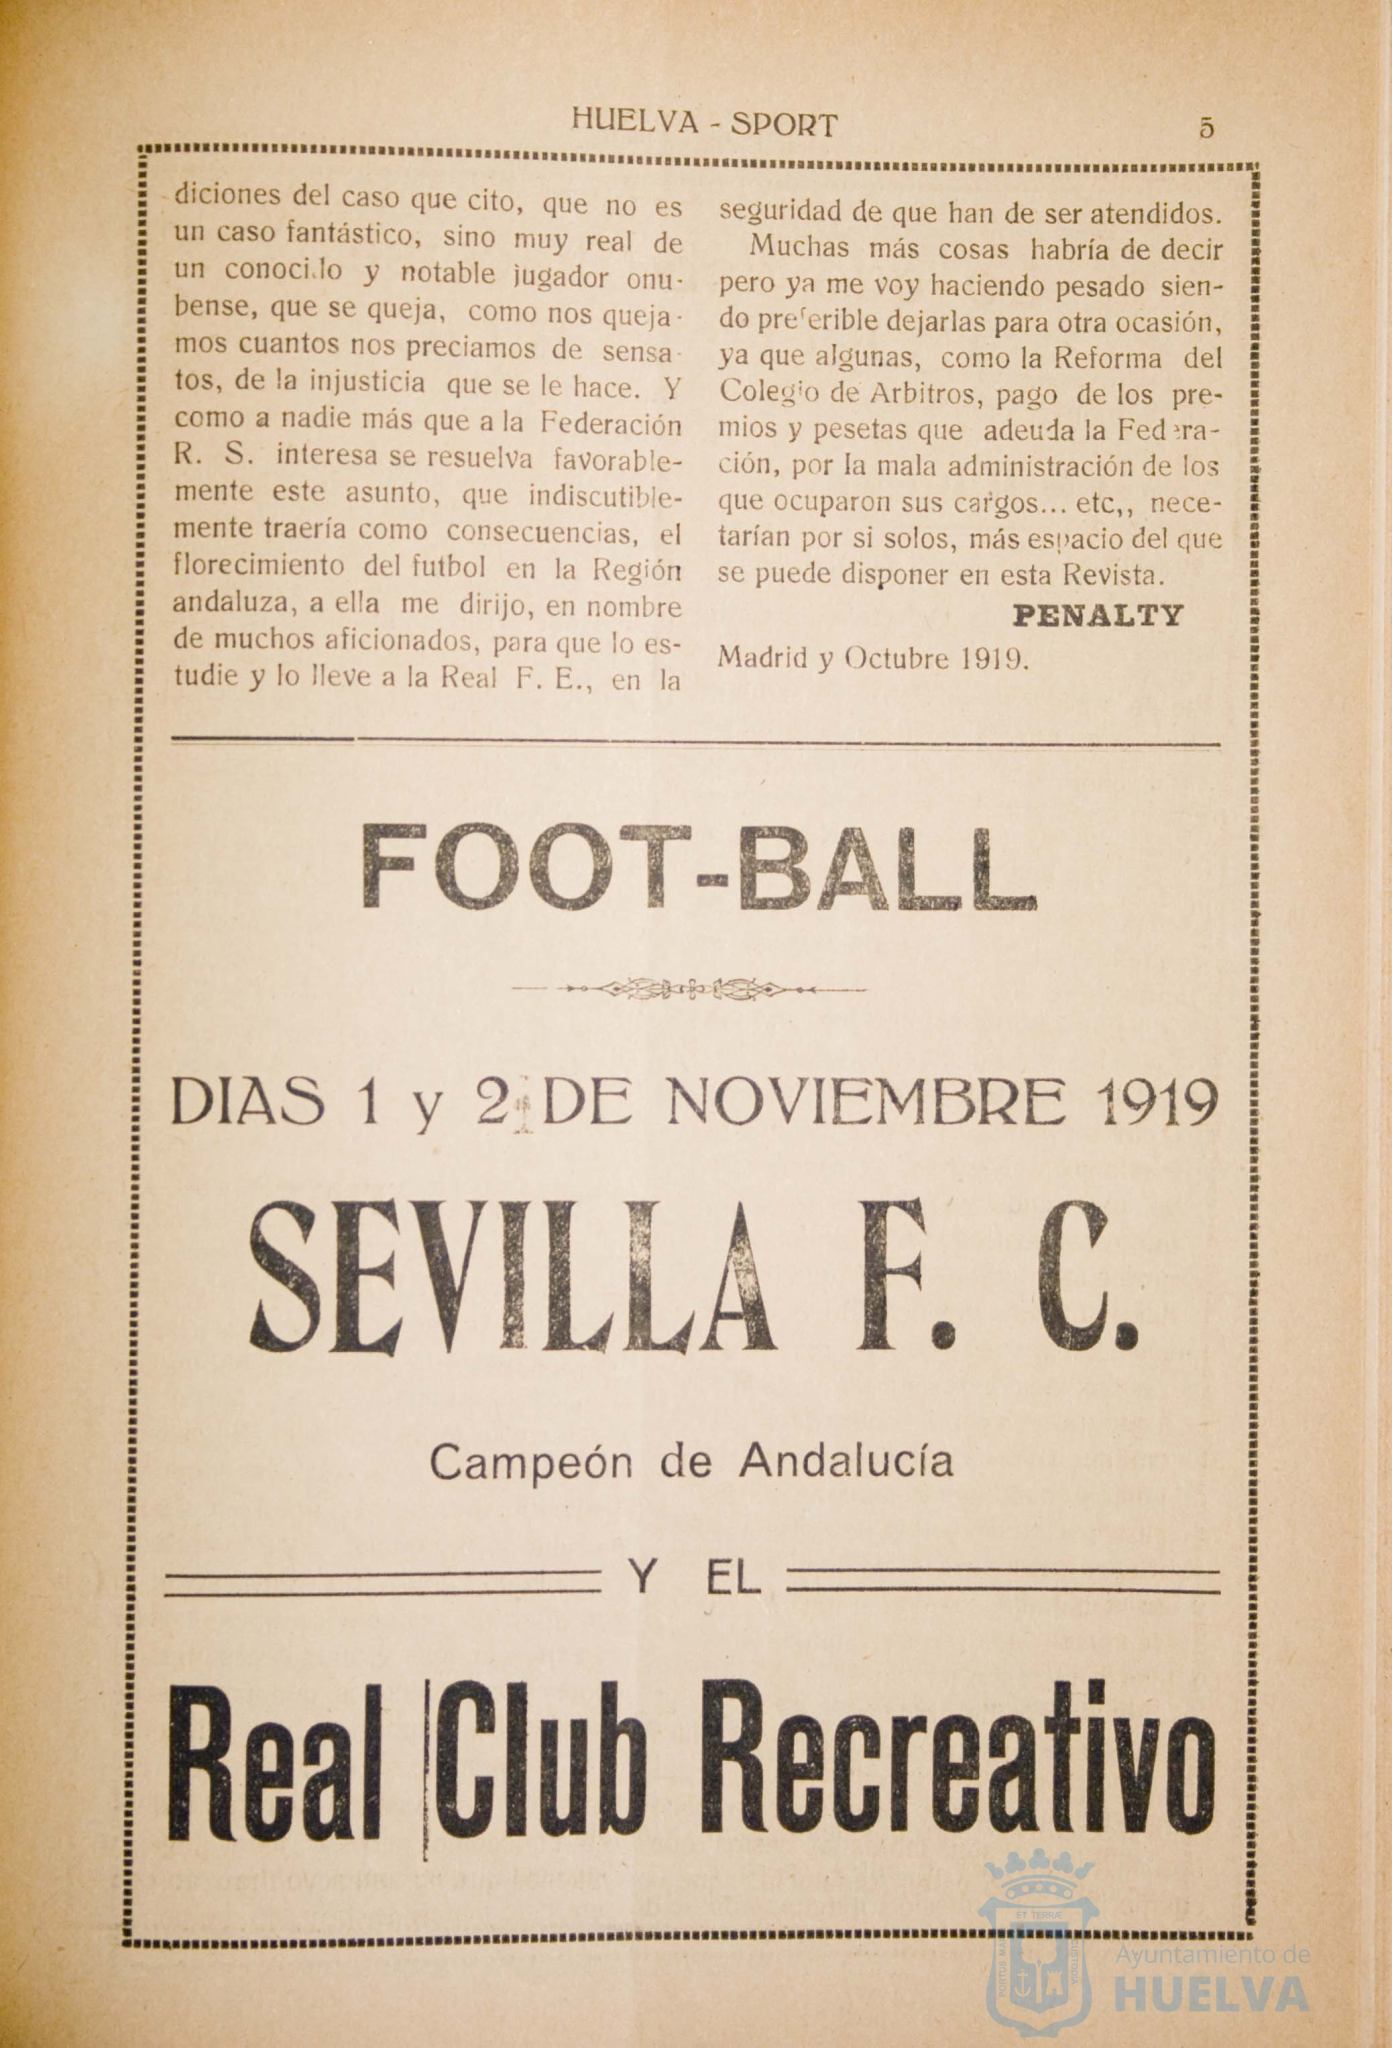 HUELVA - SPORT 5
diciones del caso que cito, que no es
un caso fantástico, sino muy real de
un conocido y notable jugador onu-
bense, que se queja, como nos queja-
mos cuantos nos preciamos de sensa-
tos, de la injusticia que se le hace. Y
como a nadie más que a la Federación
R. S. interesa se resuelva favorable-
mente este asunto, que indiscutible-
mente traería como consecuencias, el
florecimiento del futbol en la Región
andaluza, a ella me dirijo, en nombre
de muchos aficionados, para que lo es-
tudie y lo lleve a la Real F. E., en la
seguridad de que han de ser atendidos.
Muchas más cosas habría de decir
pero ya me voy haciendo pesado sien-
do preferible dejarlas para otra ocasión,
ya que algunas, como la Reforma del
Colegio de Arbitros, pago de los pre-
mios y pesetas que adeuda la Federa-
ción, por la mala administración de los
que ocuparon sus cargos... etc,, nece-
tarían por si solos, más espacio del que
se puede disponer en esta Revista.
PENALTY
Madrid y Octubre 1919.
FOOT-BALL
DIAS 1 y 2 DE NOVIEMBRE 1919
SEVILLA F. C.
Campeón de Andalucía
Y EL
Real Club Recreativo
ET TERRÆ
PORTUS MARIS
CUSTODIA
Ayuntamiento de
HUELVA